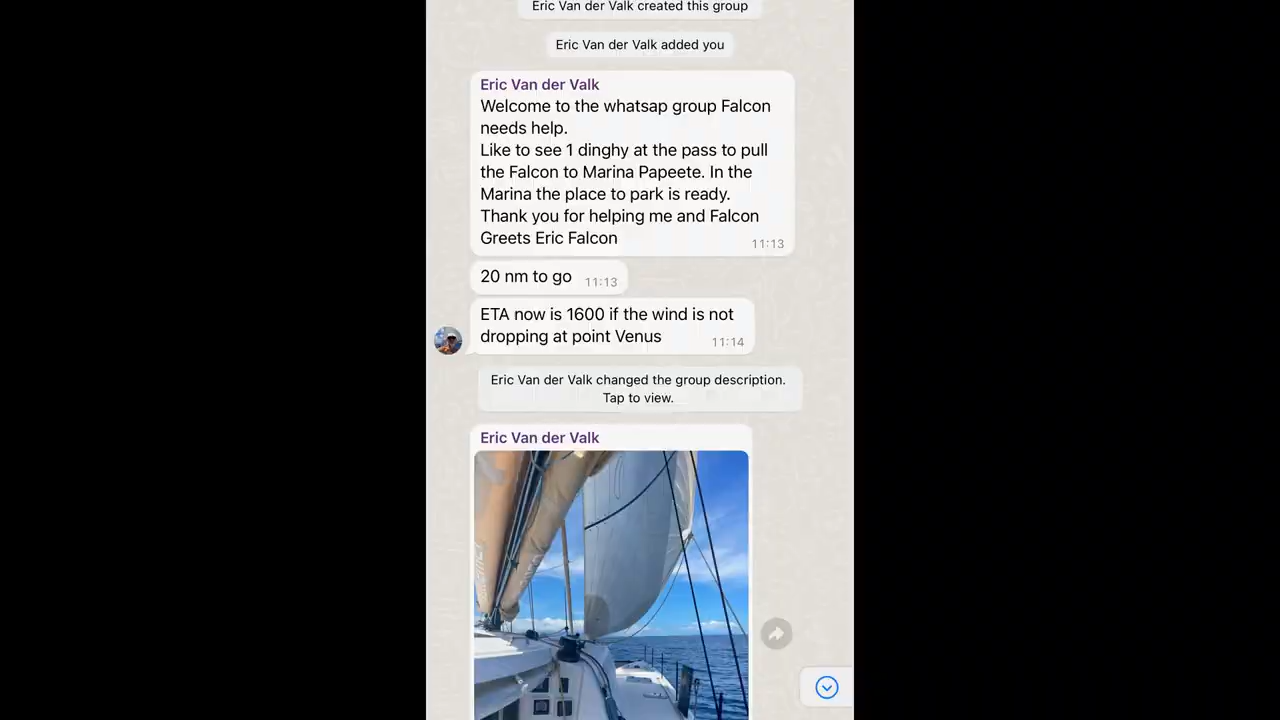 Eric Van der Valk created this group
Eric Van der Valk added you
Eric Van der Valk
Welcome to the whatsap group Falcon
needs help.
Like to see 1 dinghy at the pass to pull
the Falcon to Marina Papeete. In the
Marina the place to park is ready.
Thank you for helping me and Falcon
Greets Eric Falcon 11:13
20 nm to go 11:13
ETA now is 1600 if the wind is not
dropping at point Venus 11:14
Eric Van der Valk changed the group description.
Tap to view.
Eric Van der Valk